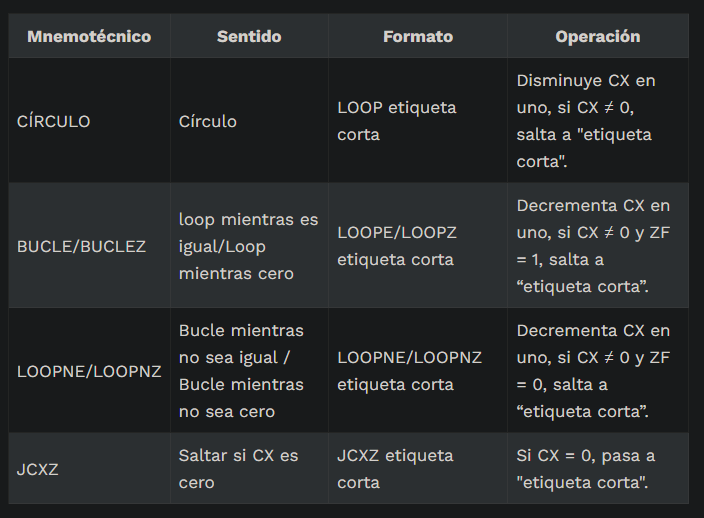 Mnemotécnico Sentido Formato Operación
CÍRCULO
Círculo
LOOP etiqueta
corta
Disminuye CX en
uno, si CX ≠ 0,
salta a "etiqueta
corta".
BUCLE/BUCLEZ
loop mientras es
igual/Loop
mientras cero
LOOPE/LOOPZ
etiqueta corta
Decrementa CX en
uno, si CX ≠ 0 y ZF
= 1, salta a
“etiqueta corta”.
LOOPNE/LOOPNZ
Bucle mientras
no sea igual /
Bucle mientras
no sea cero
LOOPNE/LOOPNZ
etiqueta corta
Decrementa CX en
uno, si CX ≠ 0 y ZF
= 0, salta a
“etiqueta corta”.
JCXZ
Saltar si CX es
cero
JCXZ etiqueta
corta
Si CX = 0, pasa a
"etiqueta corta".